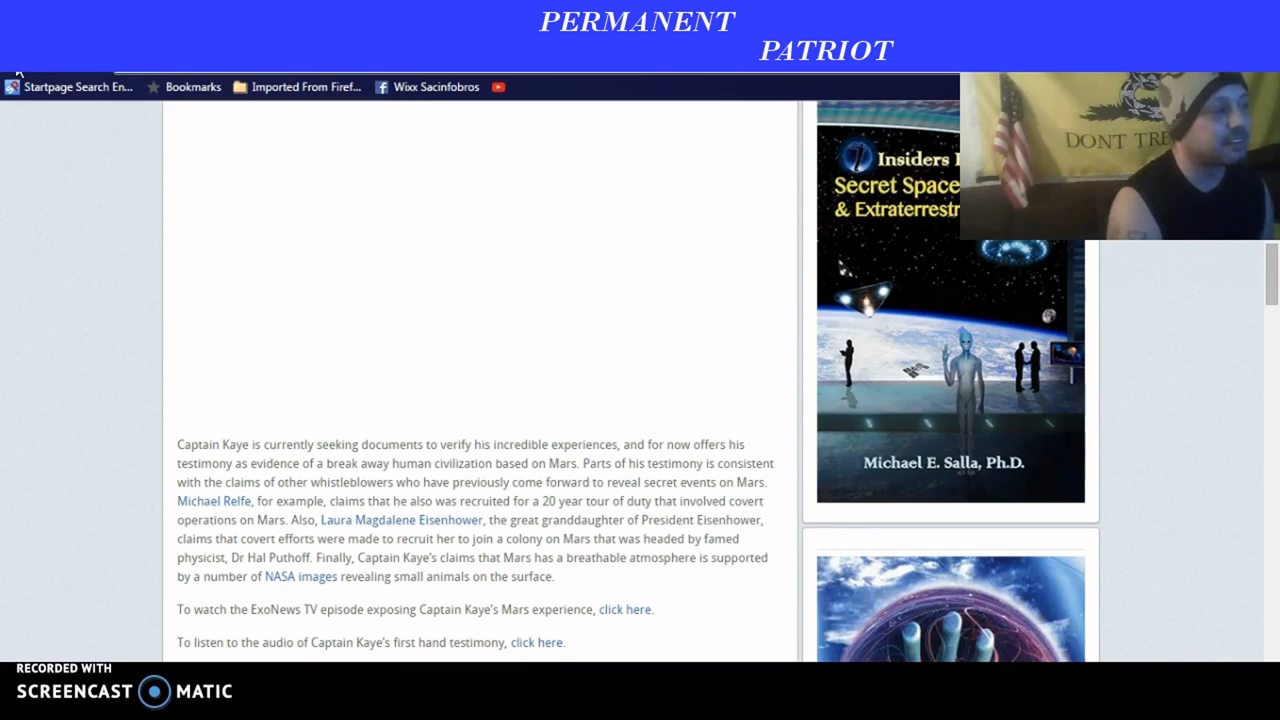 PERMANENT
PATRIOT
Startpage Search En...
Bookmarks
Imported From Firef...
Wixx Sacinfobros
DONT TRE
Insiders
Secret Space
& Extraterrestr
Michael E. Salla, Ph.D.
Captain Kaye is currently seeking documents to verify his incredible experiences, and for now offers his
testimony as evidence of a break away human civilization based on Mars. Parts of his testimony is consistent
with the claims of other whistleblowers who have previously come forward to reveal secret events on Mars.
Michael Relfe, for example, claims that he also was recruited for a 20 year tour of duty that involved covert
operations on Mars. Also, Laura Magdalene Eisenhower, the great granddaughter of President Eisenhower,
claims that covert efforts were made to recruit her to join a colony on Mars that was headed by famed
physicist, Dr Hal Puthoff. Finally, Captain Kaye's claims that Mars has a breathable atmosphere is supported
by a number of NASA images revealing small animals on the surface.
To watch the ExoNews TV episode exposing Captain Kaye's Mars experience, click here.
To listen to the audio of Captain Kaye's first hand testimony, click here.
RECORDED WITH
SCREENCAST MATIC